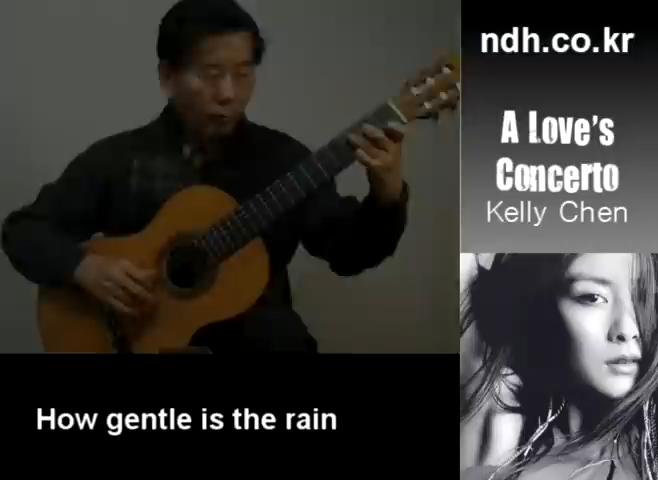 ndh.co.kr
A Love's
Concerto
Kelly Chen
How gentle is the rain